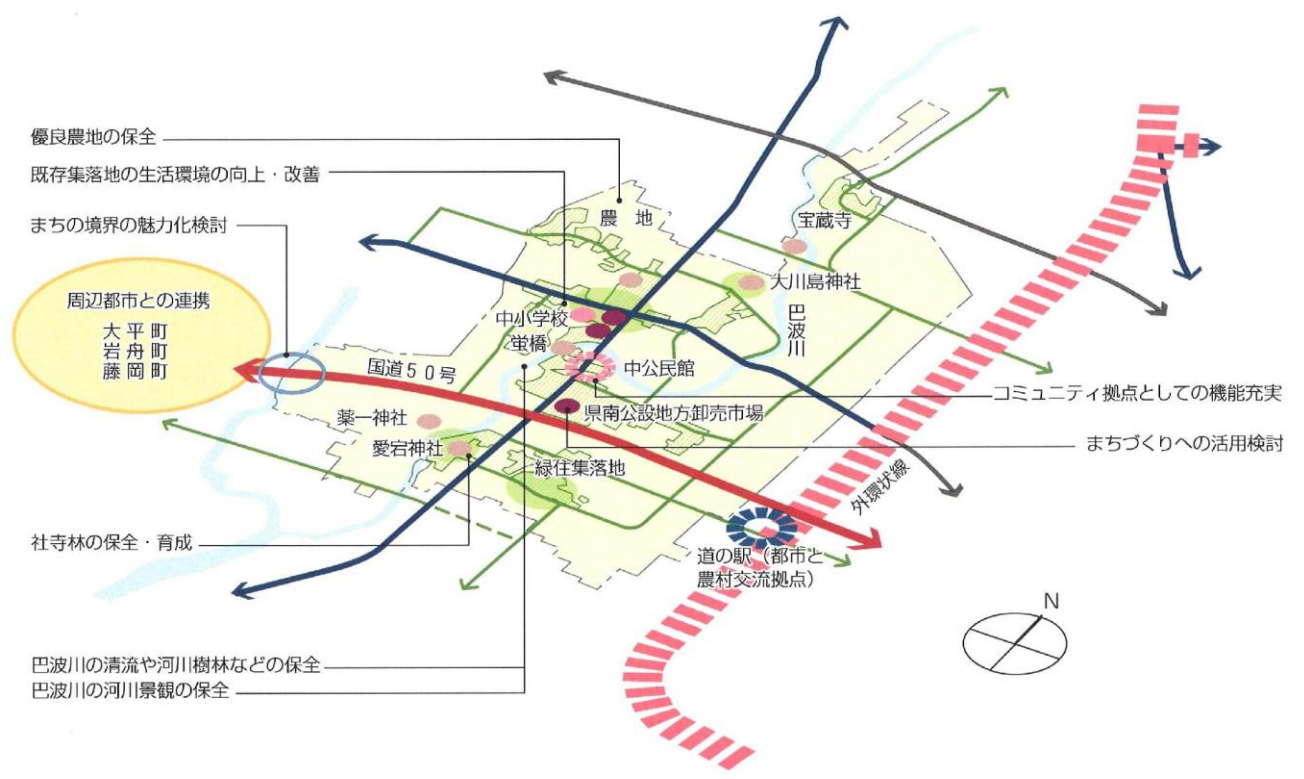 優良農地の保全
既存集落地の生活環境の向上・改善
まちの境界の魅力化検討
周辺都市との連携
大平町
岩舟町
藤岡町
農地
宝蔵寺
大川島神社
巴波川
中小学校
蛍橋
中公民館
国道50号
県南公設地方卸売市場
薬一神社
愛宕神社
緑住集落地
コミュニティ拠点としての機能充実
まちづくりへの活用検討
外環状線
道の駅（都市と
農村交流拠点）
社寺林の保全・育成
巴波川の清流や河川樹林などの保全
巴波川の河川景観の保全
N